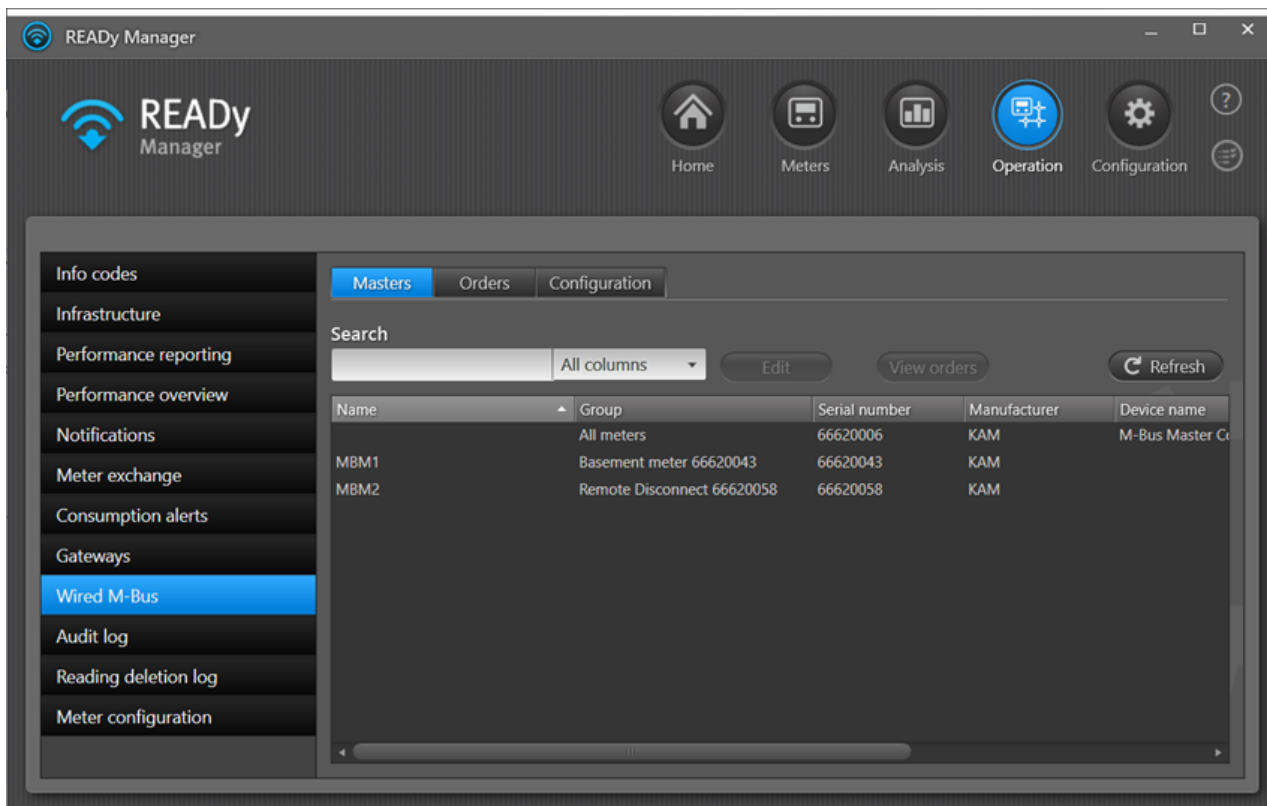 READy Manager
READy
Manager
Home Meters Analysis Operation Configuration
?
Info codes
Infrastructure
Performance reporting
Performance overview
Notifications
Meter exchange
Consumption alerts
Gateways
Wired M-Bus
Audit log
Reading deletion log
Meter configuration
Masters Orders Configuration
Search
All columns Edit View orders Refresh
Name Group Serial number Manufacturer Device name
All meters 66620006 KAM M-Bus Master
MBM1 Basement meter 66620043 66620043 KAM
MBM2 Remote Disconnect 66620058 66620058 KAM